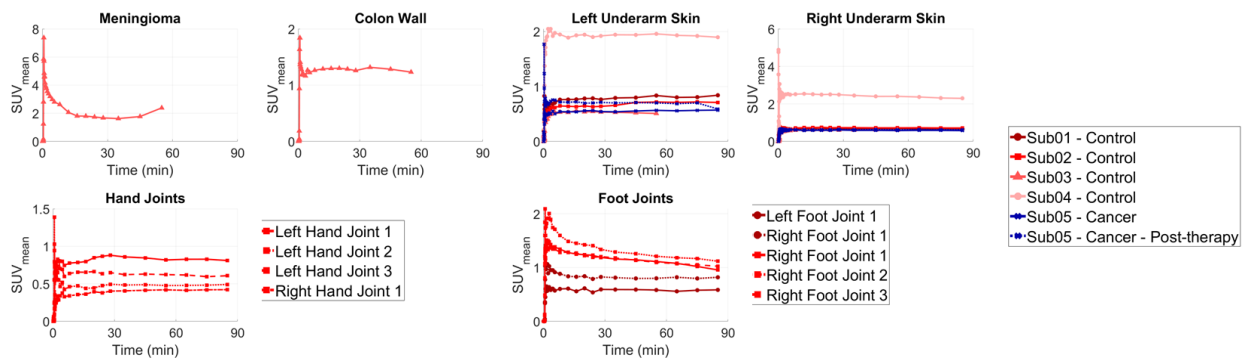 Meningioma
SUVmean
8
6
4
2
0
0 30 60 90
Time (min)
Colon Wall
SUVmean
2
1
0
0 30 60 90
Time (min)
Left Underarm Skin
SUVmean
2
1
0
0 30 60 90
Time (min)
Right Underarm Skin
SUVmean
6
4
2
0
0 30 60 90
Time (min)
Sub01 - Control
Sub02 - Control
Sub03 - Control
Sub04 - Control
Sub05 - Cancer
Sub05 - Cancer - Post-therapy
Hand Joints
SUVmean
1.5
1
0.5
0
0 30 60 90
Time (min)
Left Hand Joint 1
Left Hand Joint 2
Left Hand Joint 3
Right Hand Joint 1
Foot Joints
SUVmean
2
1
0
0 30 60 90
Time (min)
Left Foot Joint 1
Right Foot Joint 1
Right Foot Joint 1
Right Foot Joint 2
Right Foot Joint 3